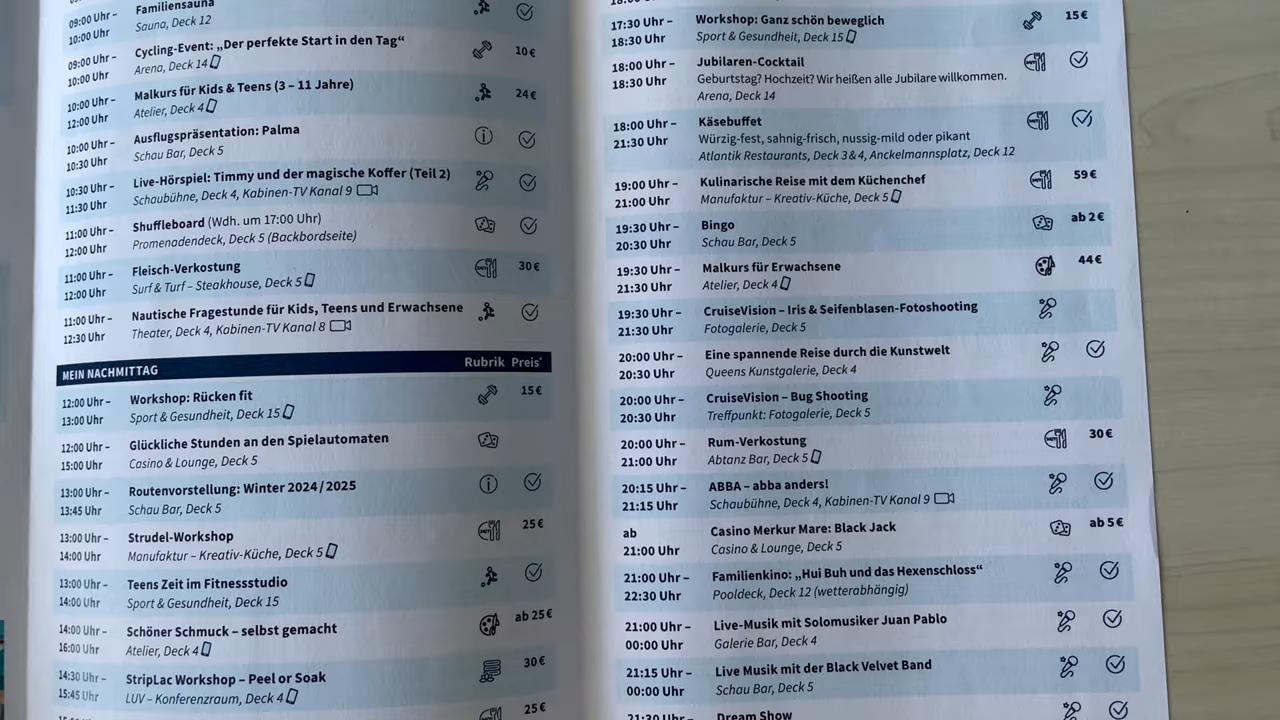 09:00 Uhr – Familiensauna
10:00 Uhr Sauna, Deck 12
09:00 Uhr – Cycling-Event: „Der perfekte Start in den Tag“ 10 €
10:00 Uhr Arena, Deck 14
10:00 Uhr – Malkurs für Kids & Teens (3 – 11 Jahre) 24 €
12:00 Uhr Atelier, Deck 4
10:00 Uhr – Ausflugspräsentation: Palma
10:30 Uhr Schau Bar, Deck 5
10:30 Uhr – Live-Hörspiel: Timmy und der magische Koffer (Teil 2)
11:30 Uhr Schaubühne, Deck 4, Kabinen-TV Kanal 9
11:00 Uhr – Shuffleboard (Wdh. um 17:00 Uhr)
12:00 Uhr Promenadendeck, Deck 5 (Backbordseite)
11:00 Uhr – Fleisch-Verkostung 30 €
12:00 Uhr Surf & Turf – Steakhouse, Deck 5
11:00 Uhr – Nautische Fragestunde für Kids, Teens und Erwachsene
12:30 Uhr Theater, Deck 4, Kabinen-TV Kanal 8
MEIN NACHMITTAG Rubrik Preis*
12:00 Uhr – Workshop: Rücken fit 15 €
13:00 Uhr Sport & Gesundheit, Deck 15
12:00 Uhr – Glückliche Stunden an den Spielautomaten
15:00 Uhr Casino & Lounge, Deck 5
13:00 Uhr – Routenvorstellung: Winter 2024 / 2025
13:45 Uhr Schau Bar, Deck 5
13:00 Uhr – Strudel-Workshop 25 €
14:00 Uhr Manufaktur – Kreativ-Küche, Deck 5
13:00 Uhr – Teens Zeit im Fitnessstudio
14:00 Uhr Sport & Gesundheit, Deck 15
14:00 Uhr – Schöner Schmuck – selbst gemacht ab 25 €
16:00 Uhr Atelier, Deck 4
14:30 Uhr – StripLac Workshop – Peel or Soak 30 €
15:45 Uhr LUV – Konferenzraum, Deck 4
25 €
17:30 Uhr – Workshop: Ganz schön beweglich 15 €
18:30 Uhr Sport & Gesundheit, Deck 15
18:00 Uhr – Jubilaren-Cocktail
18:30 Uhr Geburtstag? Hochzeit? Wir heißen alle Jubilare willkommen.
Arena, Deck 14
18:00 Uhr – Käsebuffet
21:30 Uhr Würzig-fest, sahnig-frisch, nussig-mild oder pikant
Atlantik Restaurants, Deck 3 & 4, Anckelmannsplatz, Deck 12
19:00 Uhr – Kulinarische Reise mit dem Küchenchef 59 €
21:00 Uhr Manufaktur – Kreativ-Küche, Deck 5
19:30 Uhr – Bingo ab 2 €
20:30 Uhr Schau Bar, Deck 5
19:30 Uhr – Malkurs für Erwachsene 44 €
21:30 Uhr Atelier, Deck 4
19:30 Uhr – CruiseVision – Iris & Seifenblasen-Fotoshooting
21:30 Uhr Fotogalerie, Deck 5
20:00 Uhr – Eine spannende Reise durch die Kunstwelt
20:30 Uhr Queens Kunstgalerie, Deck 4
20:00 Uhr – CruiseVision – Bug Shooting
20:30 Uhr Treffpunkt: Fotogalerie, Deck 5
20:00 Uhr – Rum-Verkostung 30 €
21:00 Uhr Abtanz Bar, Deck 5
20:15 Uhr – ABBA – abba anders!
21:15 Uhr Schaubühne, Deck 4, Kabinen-TV Kanal 9
ab Casino Merkur Mare: Black Jack ab 5 €
21:00 Uhr Casino & Lounge, Deck 5
21:00 Uhr – Familienkino: „Hui Buh und das Hexenschloss“
22:30 Uhr Pooldeck, Deck 12 (wetterabhängig)
21:00 Uhr – Live-Musik mit Solomusiker Juan Pablo
00:00 Uhr Galerie Bar, Deck 4
21:15 Uhr – Live Musik mit der Black Velvet Band
00:00 Uhr Schau Bar, Deck 5
21:30 Uhr – Dream Show